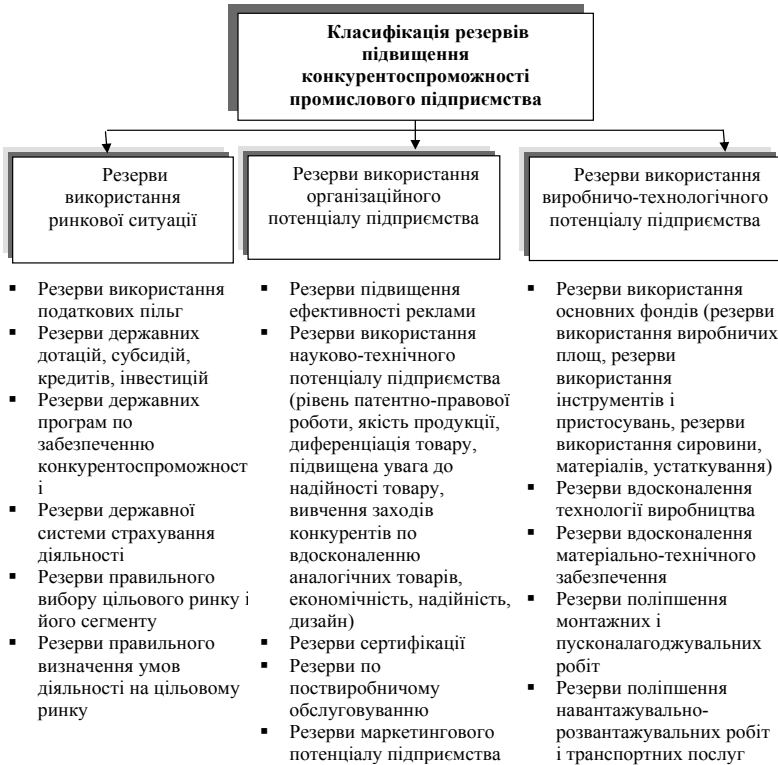 Класифікація резервів
підвищення
конкурентоспроможності
промислового підприємства
Резерви
використання
ринкової ситуації
Резерви використання
організаційного
потенціалу підприємства
Резерви використання
виробничо-технологічного
потенціалу підприємства
▪ Резерви використання
податкових пільг
▪ Резерви державних
дотацій, субсидій,
кредитів, інвестицій
▪ Резерви державних
програм по
забезпеченню
конкурентоспроможност
і
▪ Резерви державної
системи страхування
діяльності
▪ Резерви правильного
вибору цільового ринку і
його сегменту
▪ Резерви правильного
визначення умов
діяльності на цільовому
ринку
▪ Резерви підвищення
ефективності реклами
▪ Резерви використання
науково-технічного
потенціалу підприємства
(рівень патентно-правової
роботи, якість продукції,
диференціація товару,
підвищена увага до
надійності товару,
вивчення заходів
конкурентів по
вдосконаленню
аналогічних товарів,
економічність, надійність,
дизайн)
▪ Резерви сертифікації
▪ Резерви по
поствиробничому
обслуговуванню
▪ Резерви маркетингового
потенціалу підприємства
▪ Резерви використання
основних фондів (резерви
використання виробничих
площ, резерви
використання
інструментів і
пристосувань, резерви
використання сировини,
матеріалів, устаткування)
▪ Резерви вдосконалення
технології виробництва
▪ Резерви вдосконалення
матеріально-технічного
забезпечення
▪ Резерви поліпшення
монтажних і
пусконалагоджувальних
робіт
▪ Резерви поліпшення
навантажувально-
розвантажувальних робіт
і транспортних послуг